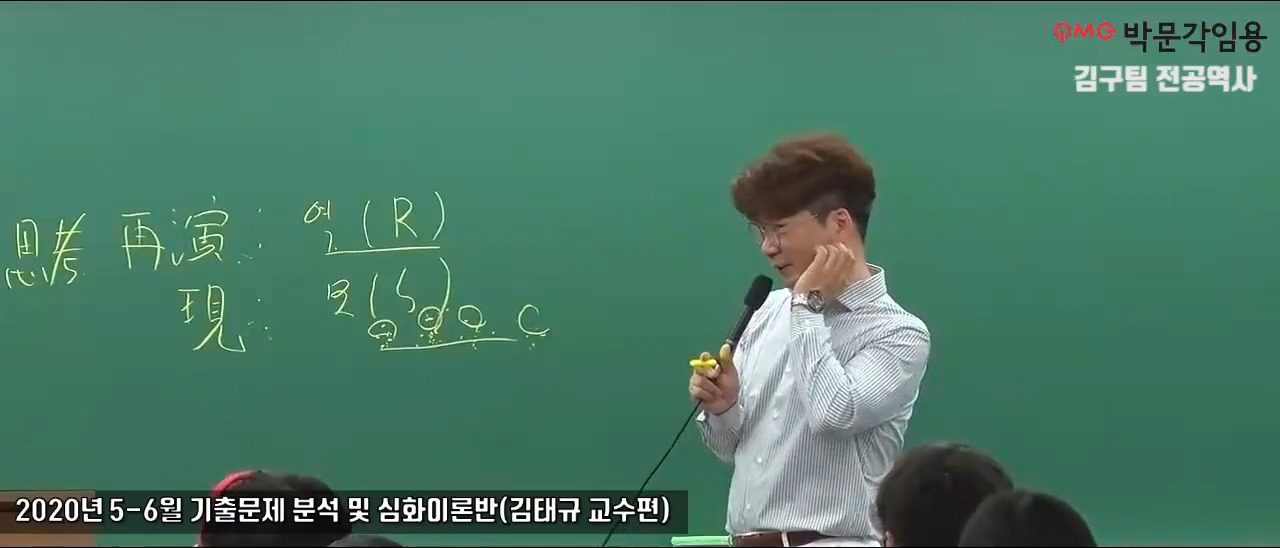 PMG 박문각임용
김구팀 전공역사
思考 再演 : 역 (R)
現 : 모 (S)
2020년 5-6월 기출문제 분석 및 심화이론반(김태규 교수편)